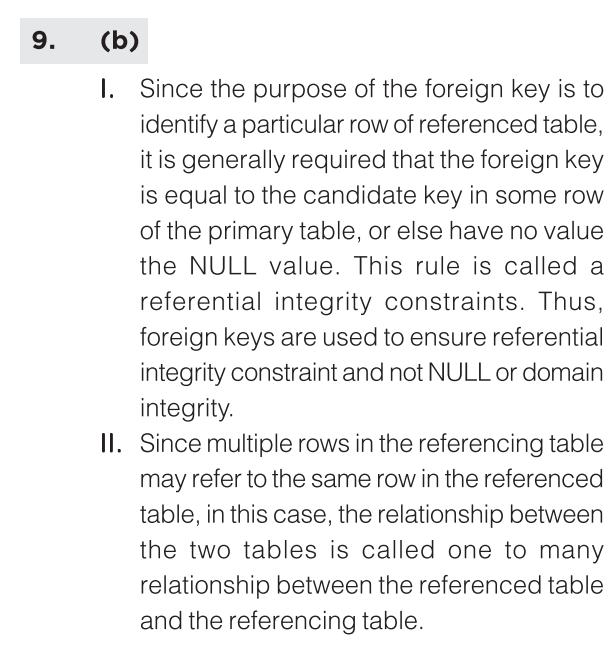 9. (b)
I. Since the purpose of the foreign key is to
identify a particular row of referenced table,
it is generally required that the foreign key
is equal to the candidate key in some row
of the primary table, or else have no value
the NULL value. This rule is called a
referential integrity constraints. Thus,
foreign keys are used to ensure referential
integrity constraint and not NULL or domain
integrity.
II. Since multiple rows in the referencing table
may refer to the same row in the referenced
table, in this case, the relationship between
the two tables is called one to many
relationship between the referenced table
and the referencing table.